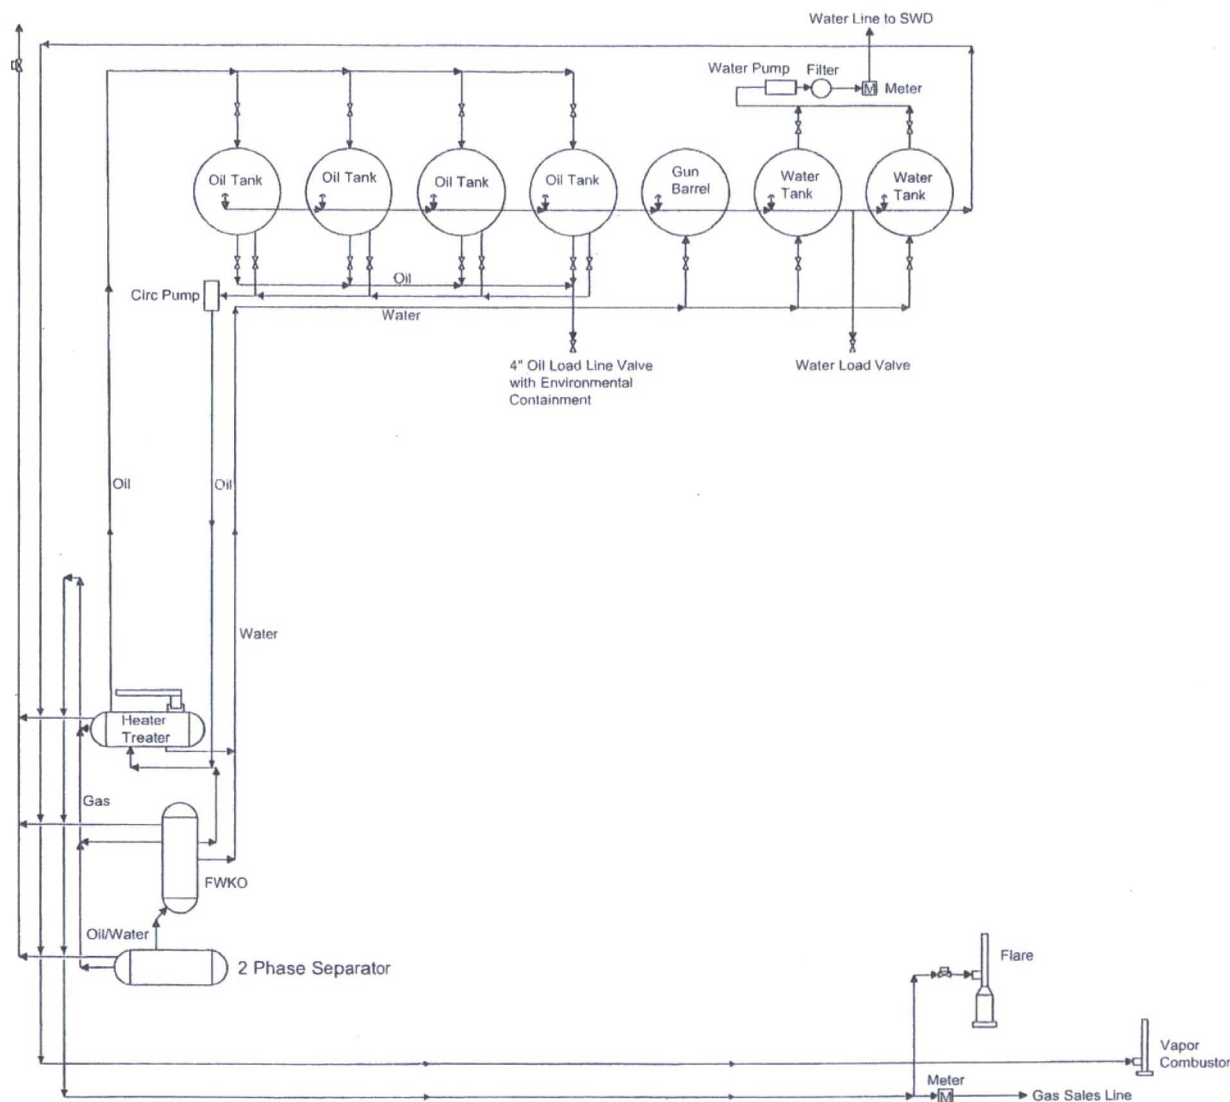 Water Line to SWD
Water Pump
Filter
M
Meter
Oil Tank
Oil Tank
Oil Tank
Oil Tank
Gun
Barrel
Water
Tank
Water
Tank
Oil
Circ Pump
Water
4" Oil Load Line Valve
with Environmental
Containment
Water Load Valve
Oil
Oil
Water
Heater
Treater
Gas
FWKO
Oil/Water
2 Phase Separator
Flare
Vapor
Combustor
Meter
M
Gas Sales Line